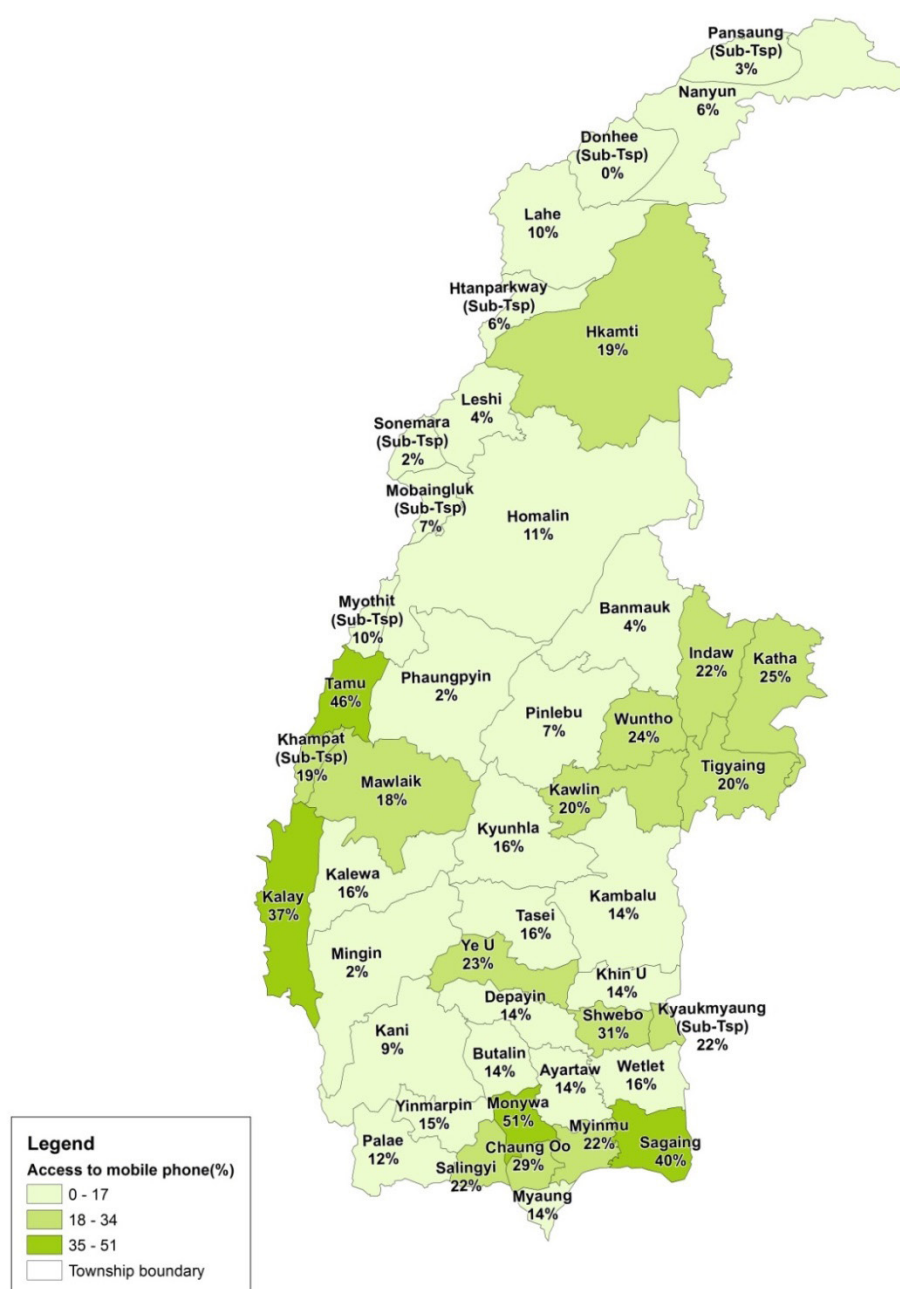 Pansaung
(Sub-Tsp)
3%
Nanyun
6%
Donhee
(Sub-Tsp)
0%
Lahe
10%
Htanparkway
(Sub-Tsp)
6%
Hkamti
19%
Leshi
4%
Sonemara
(Sub-Tsp)
2%
Mobaingluk
(Sub-Tsp)
7%
Homalin
11%
Myothit
(Sub-Tsp)
10%
Banmauk
4%
Indaw
22%
Katha
25%
Tamu
46%
Phaungpyin
2%
Pinlebu
7%
Wuntho
24%
Khampat
(Sub-Tsp)
19%
Mawlaik
18%
Kawlin
20%
Tigyaing
20%
Kyunhla
16%
Kalewa
16%
Kalay
37%
Kambalu
14%
Tasei
16%
Mingin
2%
Ye U
23%
Khin U
14%
Depayin
14%
Shwebo
31%
Kyaukmyaung
(Sub-Tsp)
22%
Kani
9%
Butalin
14%
Ayartaw
14%
Wetlet
16%
Yinmarpin
15%
Monywa
51%
Palae
12%
Chaung Oo
29%
Myinmu
22%
Sagaing
40%
Salingyi
22%
Myaung
14%
Legend
Access to mobile phone(%)
0 - 17
18 - 34
35 - 51
Township boundary